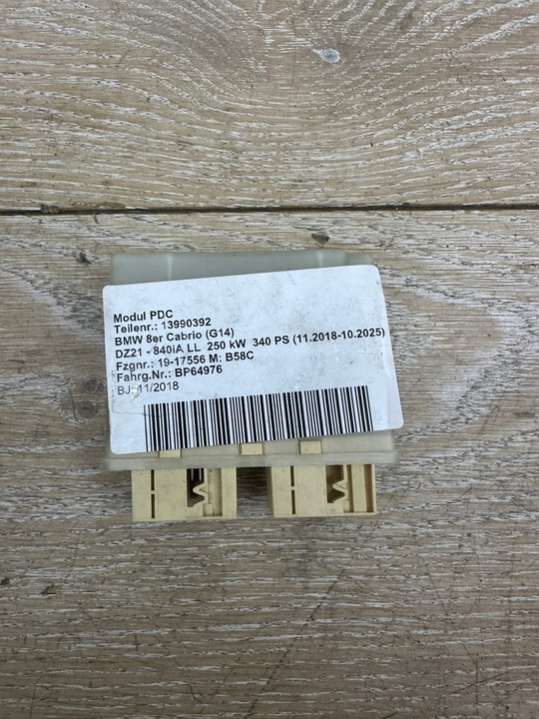 Modul PDC
Teilenr.: 13990392
BMW 8er Cabrio (G14)
DZ21 - 840iA LL 250 kW 340 PS (11.2018-10.2025)
Fzgnr.: 19-17556 M: B58C
Fahrg.Nr.: BP64976
BJ: 11/2018